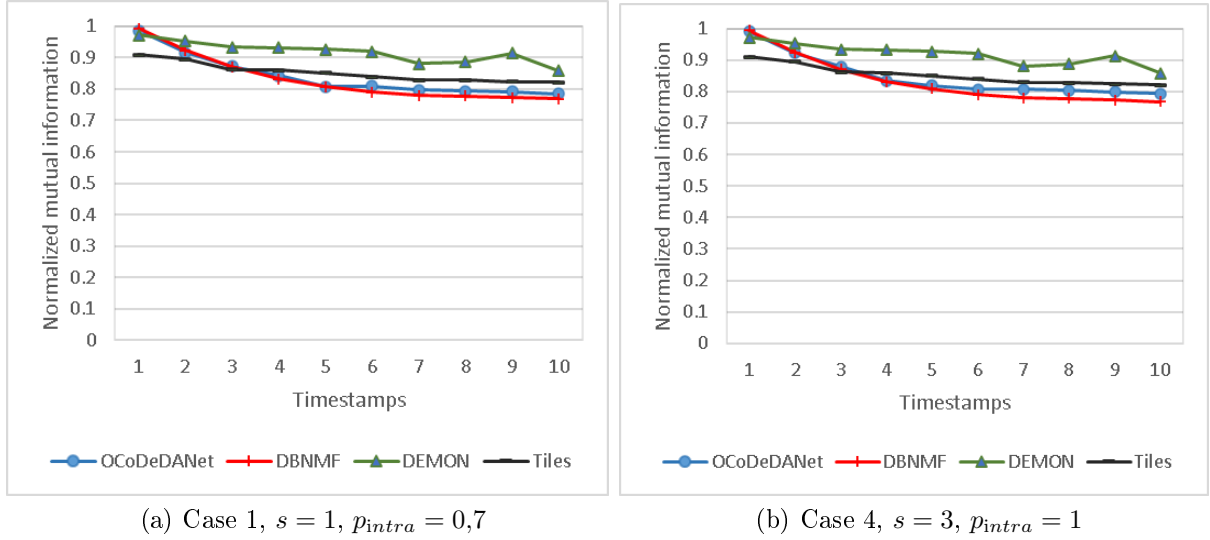 1
0.9
0.8
0.7
0.6
0.5
0.4
0.3
0.2
0.1
0
Normalized mutual information
1 2 3 4 5 6 7 8 9 10
Timestamps
OCoDeDANet DBNMF DEMON Tiles
(a) Case 1, s = 1, pintra = 0,7
1
0.9
0.8
0.7
0.6
0.5
0.4
0.3
0.2
0.1
0
Normalized mutual information
1 2 3 4 5 6 7 8 9 10
Timestamps
OCoDeDANet DBNMF DEMON Tiles
(b) Case 4, s = 3, pintra = 1